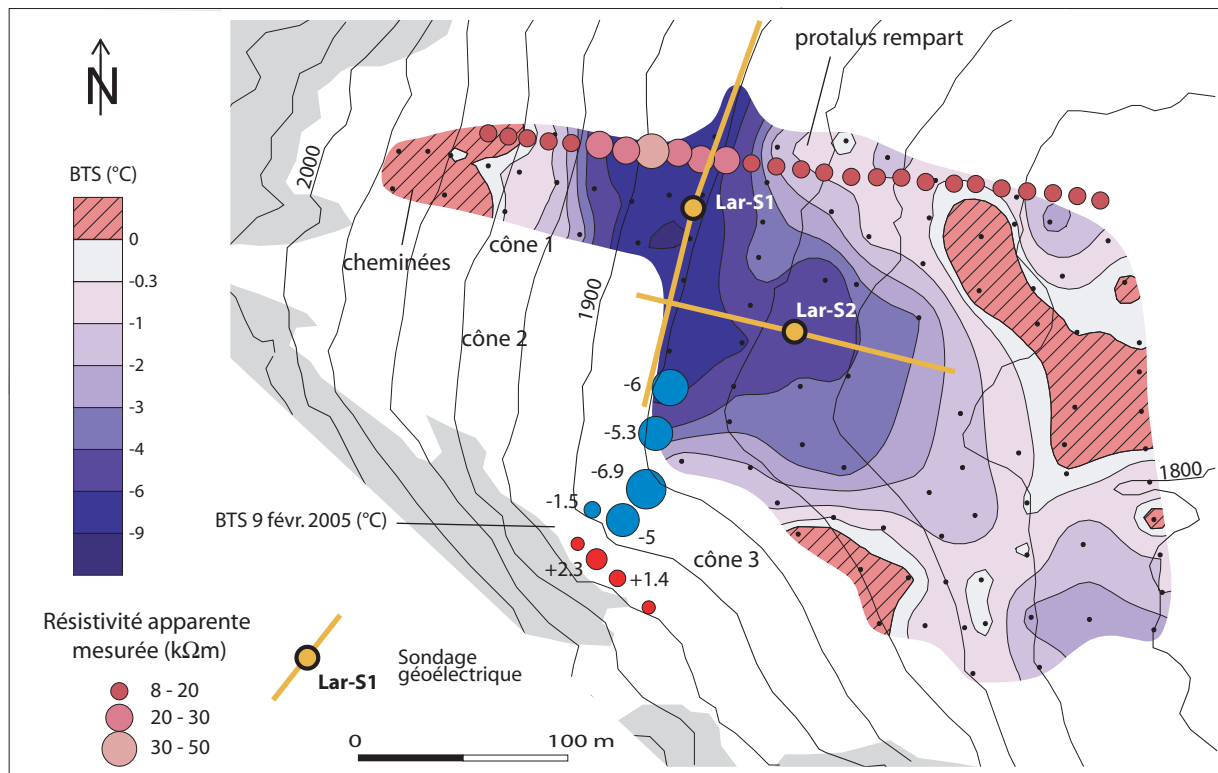 N
protalus rempart
BTS (°C)
0
-0.3
-1
-2
-3
-4
-6
-9
2000
Lar-S1
cône 1
cheminées
1900
Lar-S2
cône 2
-6
-5.3
-6.9
1800
-1.5
BTS 9 févr. 2005 (°C)
-5
cône 3
+2.3
+1.4
Résistivité apparente
mesurée (kΩm)
8 - 20
20 - 30
30 - 50
Lar-S1
Sondage
géoélectrique
0
100 m